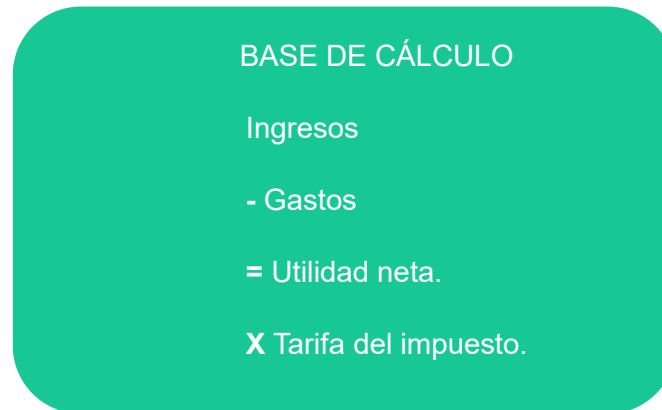 BASE DE CÁLCULO
Ingresos
- Gastos
= Utilidad neta.
X Tarifa del impuesto.